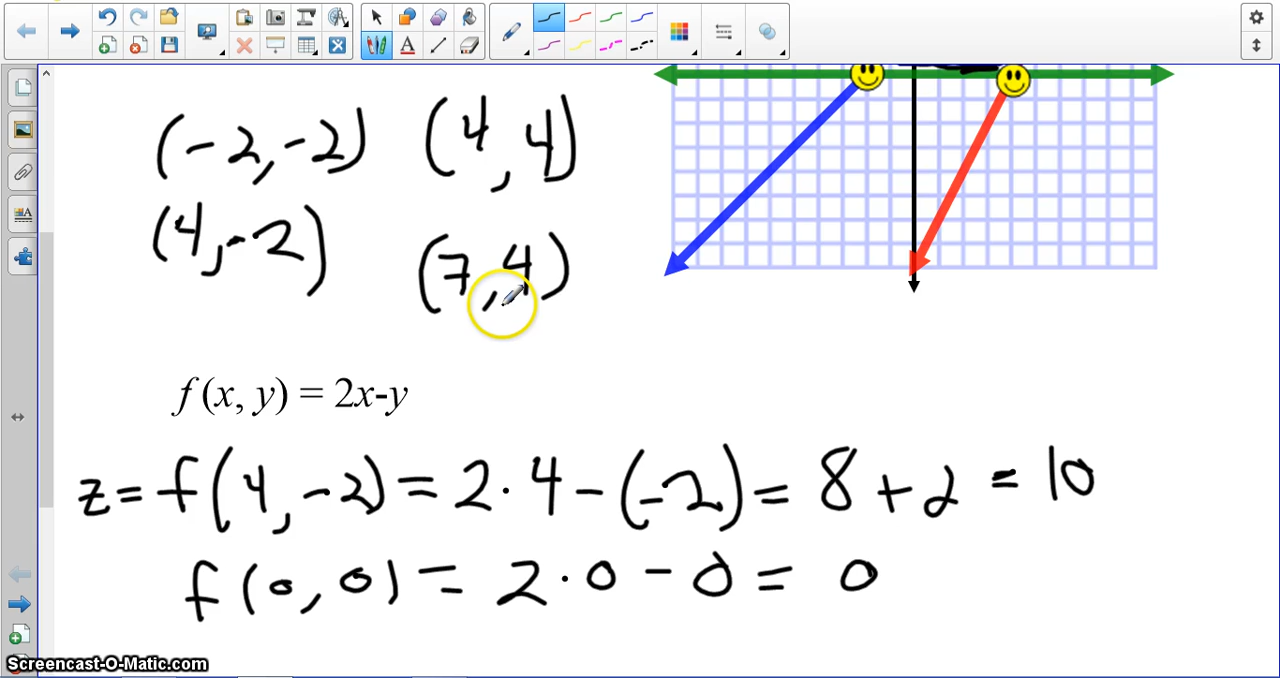 (-2,-2) (4,4)
(4,-2) (7,4)
f (x, y) = 2x-y
z = f(4,-2) = 2·4 - (-2) = 8 + 2 = 10
f(0,0) = 2·0 - 0 = 0
Screencast-O-Matic.com